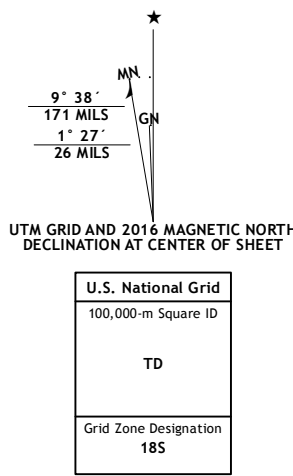 ★
MN
GN
9° 38´
171 MILS
1° 27´
26 MILS
UTM GRID AND 2016 MAGNETIC NORTH
DECLINATION AT CENTER OF SHEET
U.S. National Grid
100,000-m Square ID
TD
Grid Zone Designation
18S